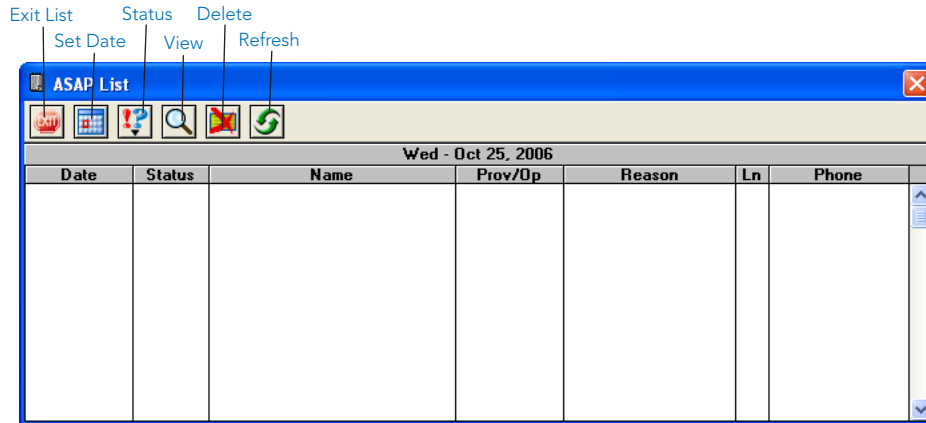 Exit List Status Delete
Set Date View Refresh
ASAP List
EXIT
Wed - Oct 25, 2006
Date Status Name Prov/Op Reason Ln Phone